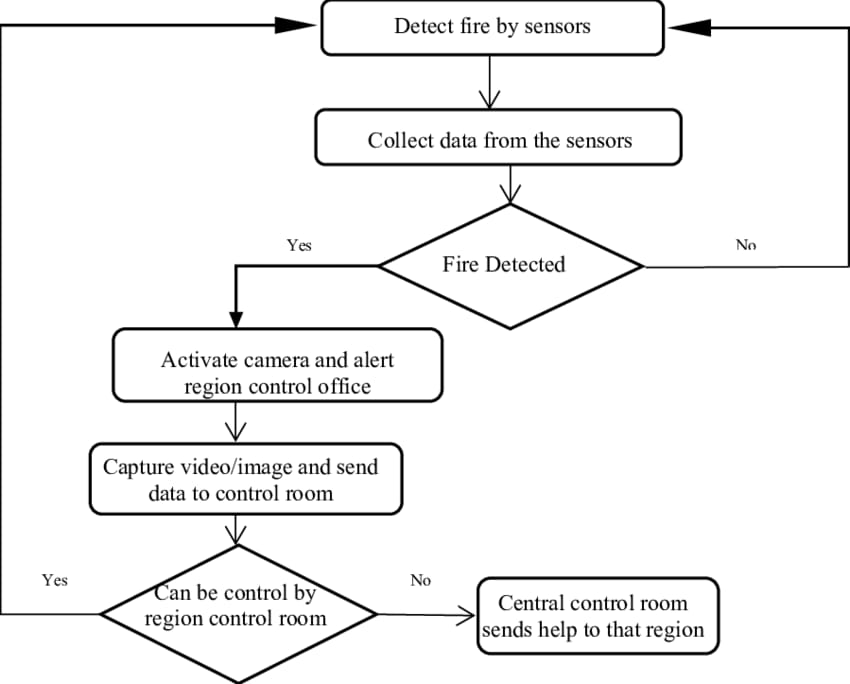 Detect fire by sensors
Collect data from the sensors
Yes
No
Fire Detected
Activate camera and alert
region control office
Capture video/image and send
data to control room
Yes
Can be control by
region control room
No
Central control room
sends help to that region